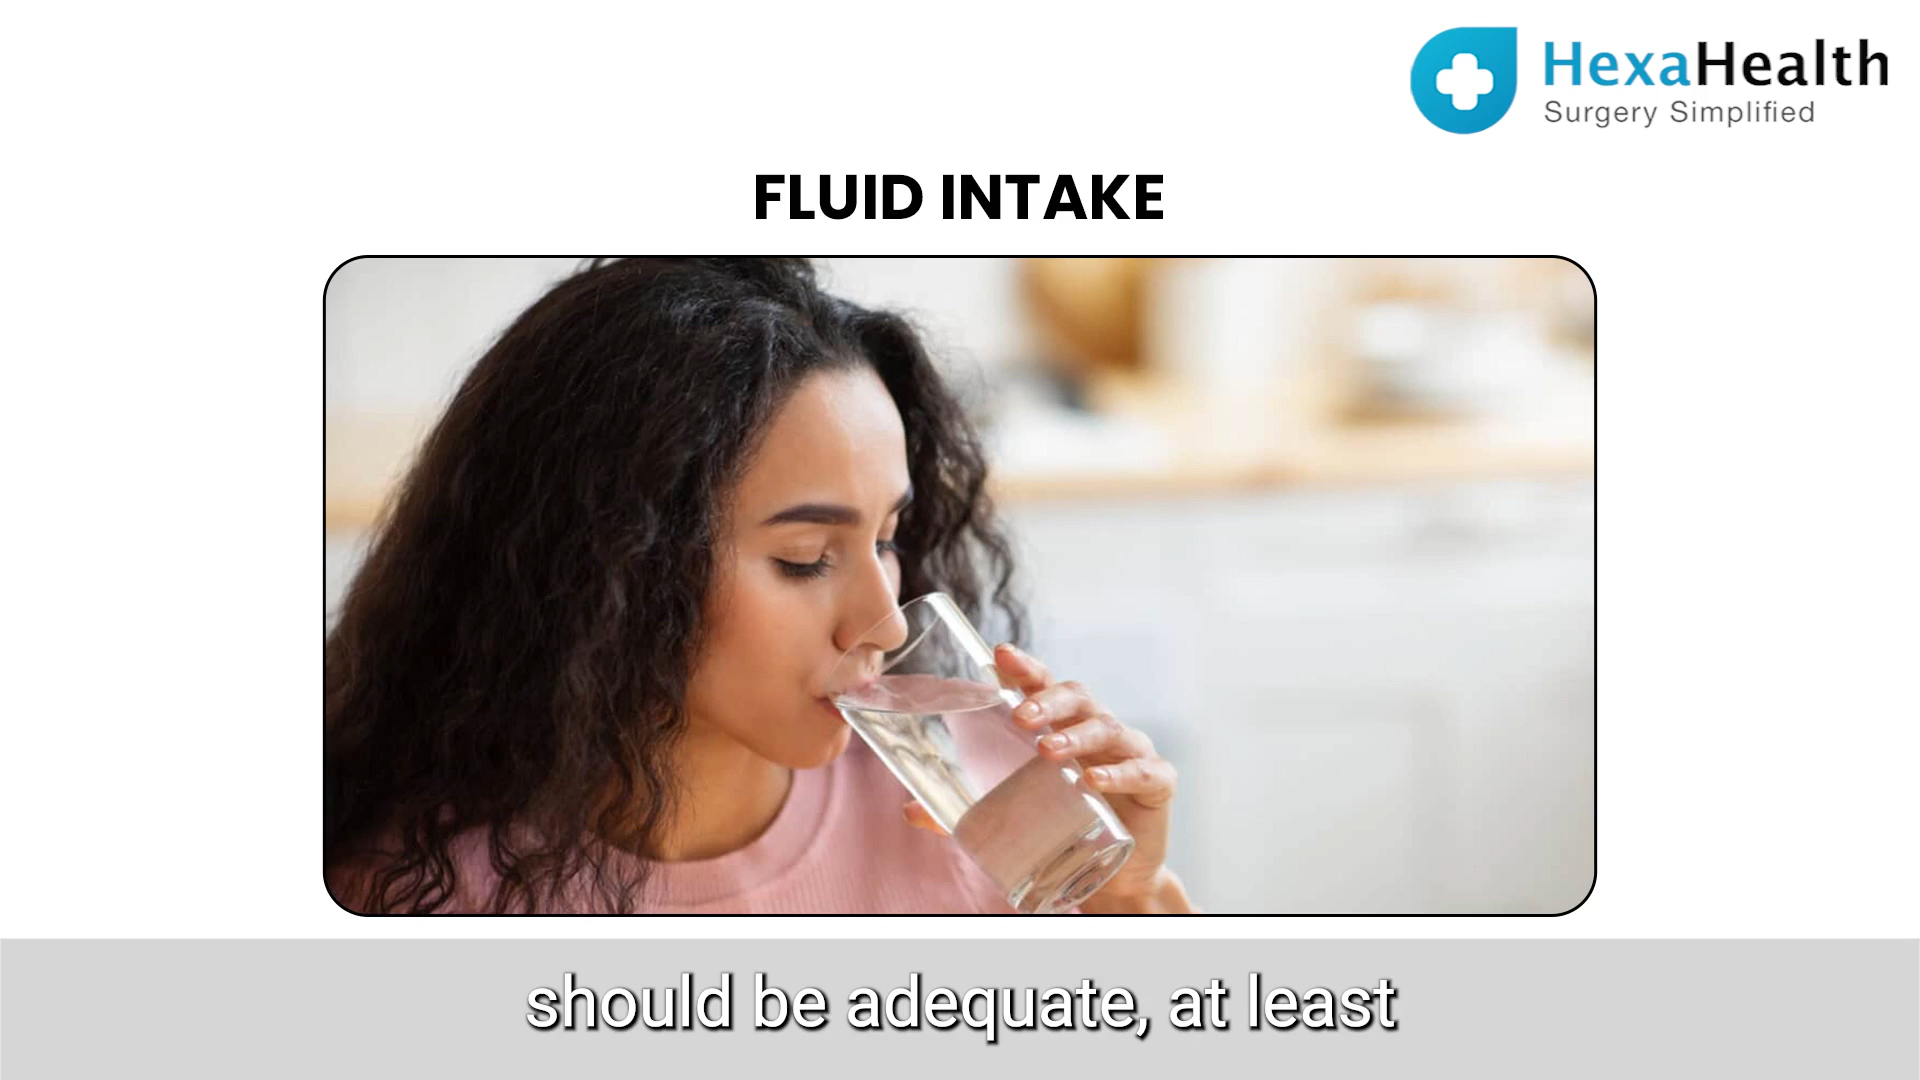 HexaHealth
Surgery Simplified
FLUID INTAKE
should be adequate, at least